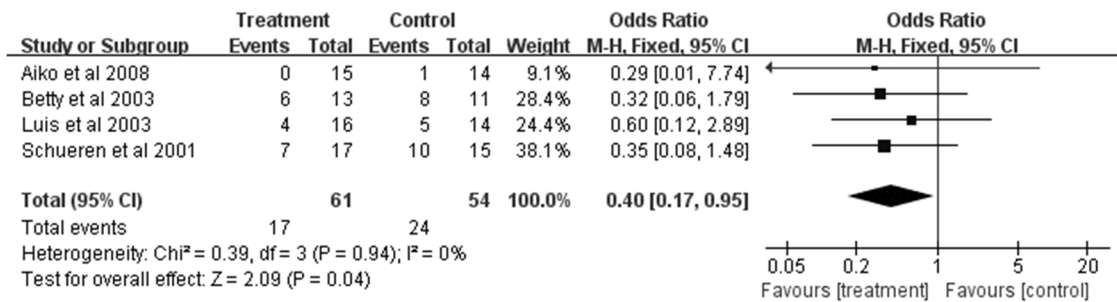 Treatment Control Odds Ratio Odds Ratio
Study or Subgroup Events Total Events Total Weight M-H, Fixed, 95% CI M-H, Fixed, 95% CI
Aiko et al 2008 0 15 1 14 9.1% 0.29 [0.01, 7.74]
Betty et al 2003 6 13 8 11 28.4% 0.32 [0.06, 1.79]
Luis et al 2003 4 16 5 14 24.4% 0.60 [0.12, 2.89]
Schueren et al 2001 7 17 10 15 38.1% 0.35 [0.08, 1.48]
Total (95% CI) 61 54 100.0% 0.40 [0.17, 0.95]
Total events 17 24
Heterogeneity: Chi² = 0.39, df = 3 (P = 0.94); I² = 0%
Test for overall effect: Z = 2.09 (P = 0.04)
0.05 0.2 1 5 20
Favours [treatment] Favours [control]